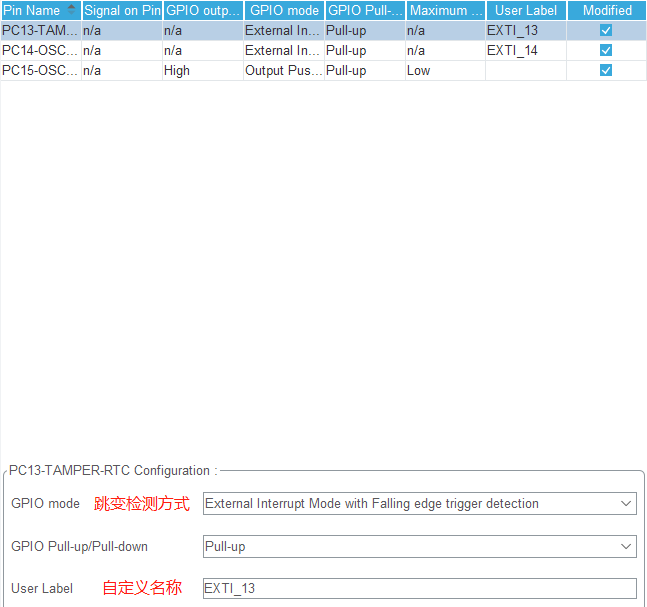 Pin Name Signal on Pin GPIO outp... GPIO mode GPIO Pull-... Maximum ... User Label Modified
PC13-TAM... n/a n/a External In... Pull-up n/a EXTI_13
PC14-OSC... n/a n/a External In... Pull-up n/a EXTI_14
PC15-OSC... n/a High Output Pus... Pull-up Low
PC13-TAMPER-RTC Configuration :
GPIO mode 跳变检测方式 External Interrupt Mode with Falling edge trigger detection
GPIO Pull-up/Pull-down Pull-up
User Label 自定义名称 EXTI_13